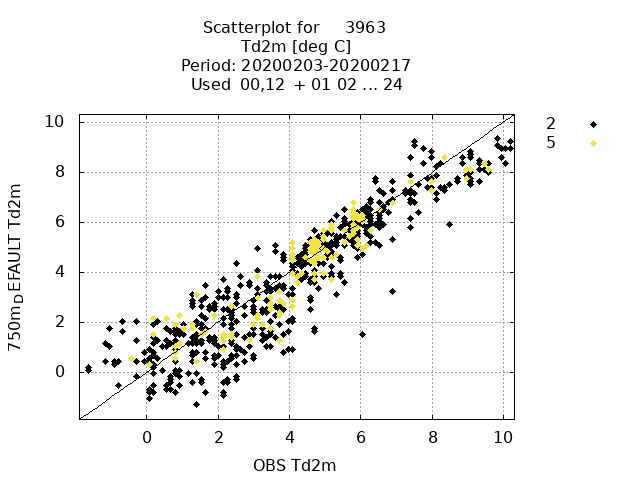 Scatterplot for 3963
Td2m [deg C]
Period: 20200203-20200217
Used 00,12 + 01 02 ... 24
2
5
10
8
6
4
2
0
750m_DEFAULT Td2m
0 2 4 6 8 10
OBS Td2m